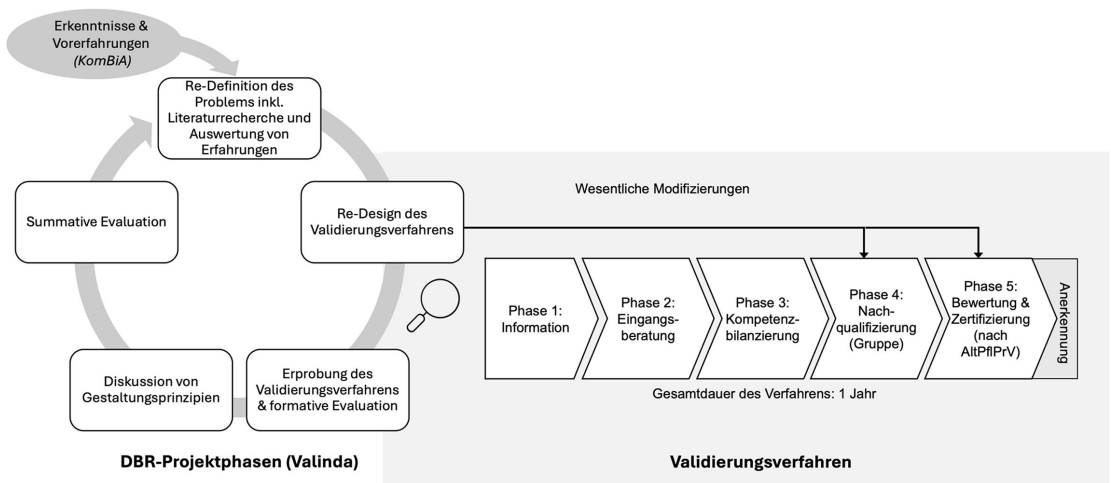 Erkenntnisse &
Vorerfahrungen
(KomBiA)
Re-Definition des
Problems inkl.
Literaturrecherche und
Auswertung von
Erfahrungen
Summative Evaluation
Re-Design des
Validierungsverfahrens
Diskussion von
Gestaltungsprinzipien
Erprobung des
Validierungsverfahrens
& formative Evaluation
DBR-Projektphasen (Valinda)
Wesentliche Modifizierungen
Phase 1:
Information
Phase 2:
Eingangs-
beratung
Phase 3:
Kompetenz-
bilanzierung
Phase 4:
Nach-
qualifizierung
(Gruppe)
Phase 5:
Bewertung &
Zertifizierung
(nach
AltPflPrV)
Anerkennung
Gesamtdauer des Verfahrens: 1 Jahr
Validierungsverfahren